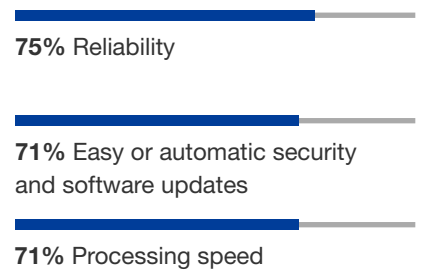 75% Reliability
71% Easy or automatic security
and software updates
71% Processing speed